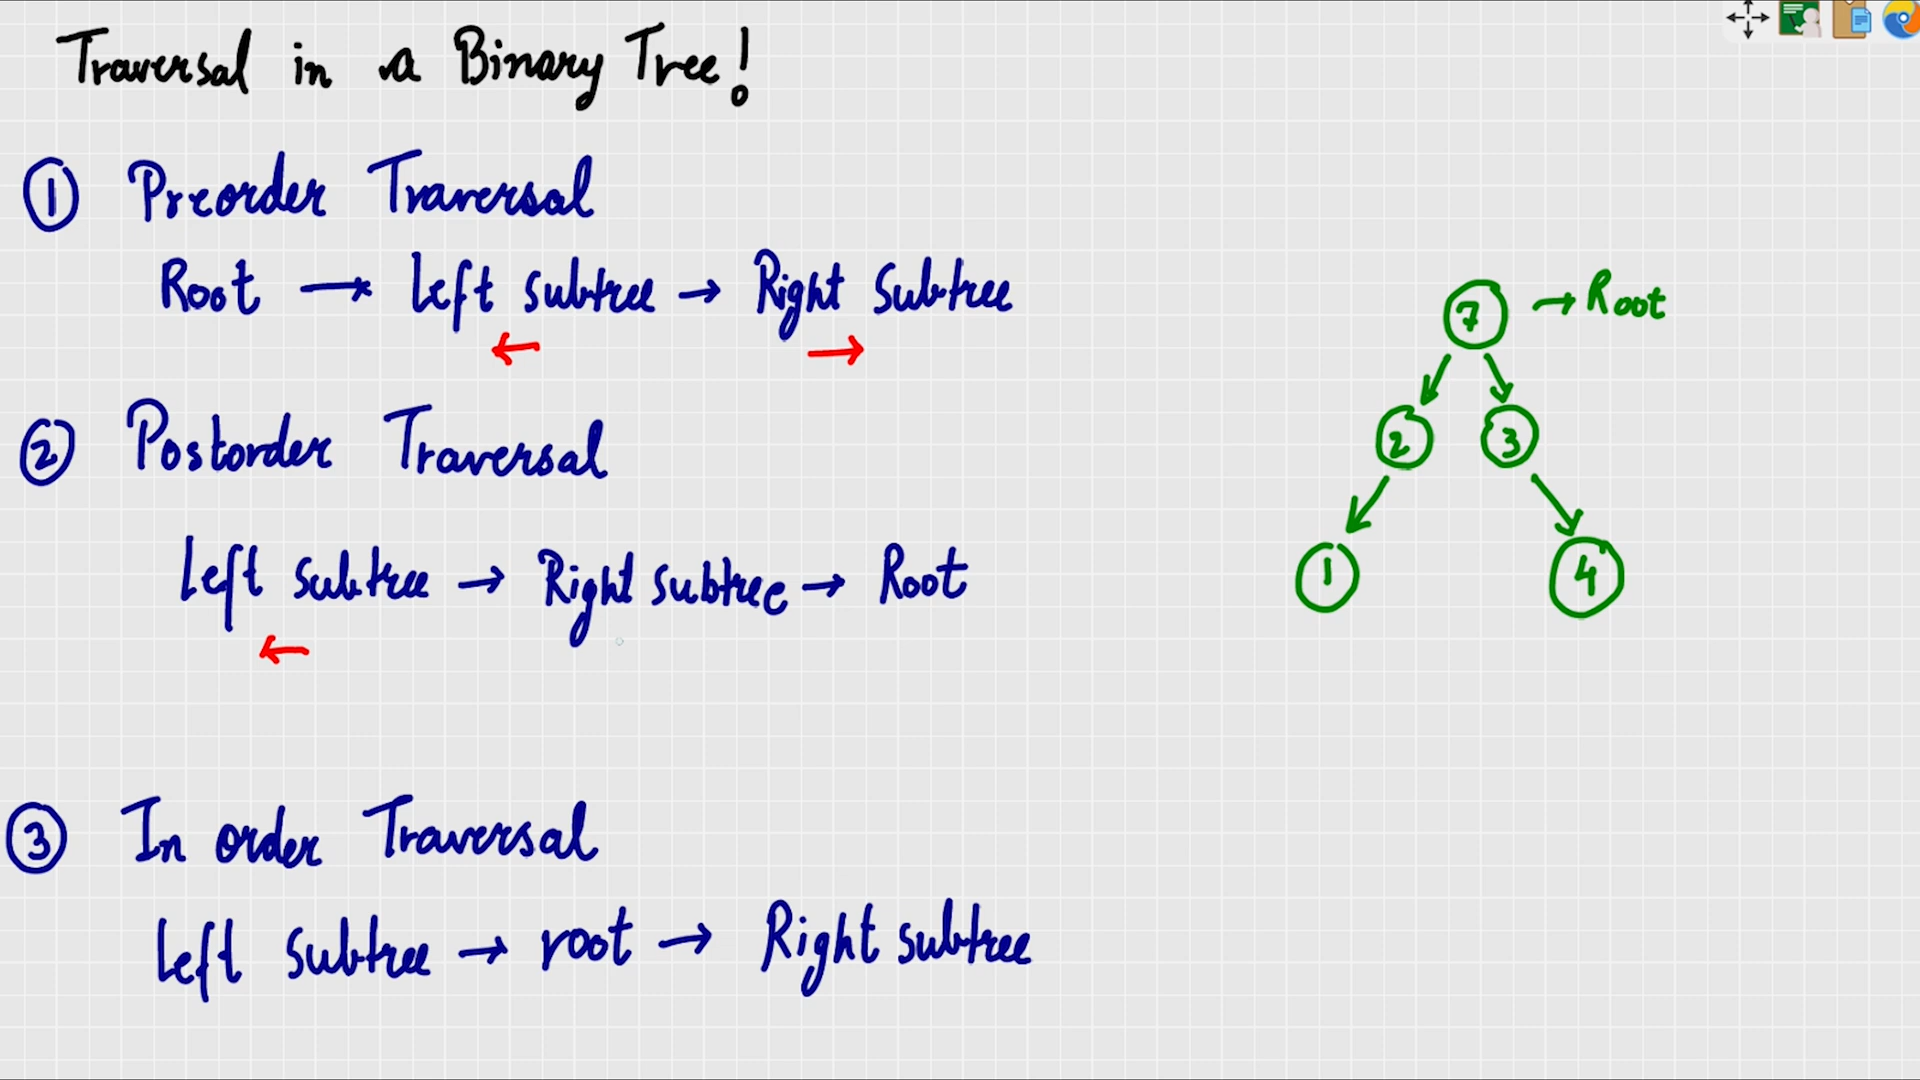 Traversal in a Binary Tree!
① Preorder Traversal
Root → Left subtree → Right Subtree
② Postorder Traversal
Left subtree → Right subtree → Root
③ In order Traversal
Left Subtree → root → Right subtree
7 → Root
2 3
1 4